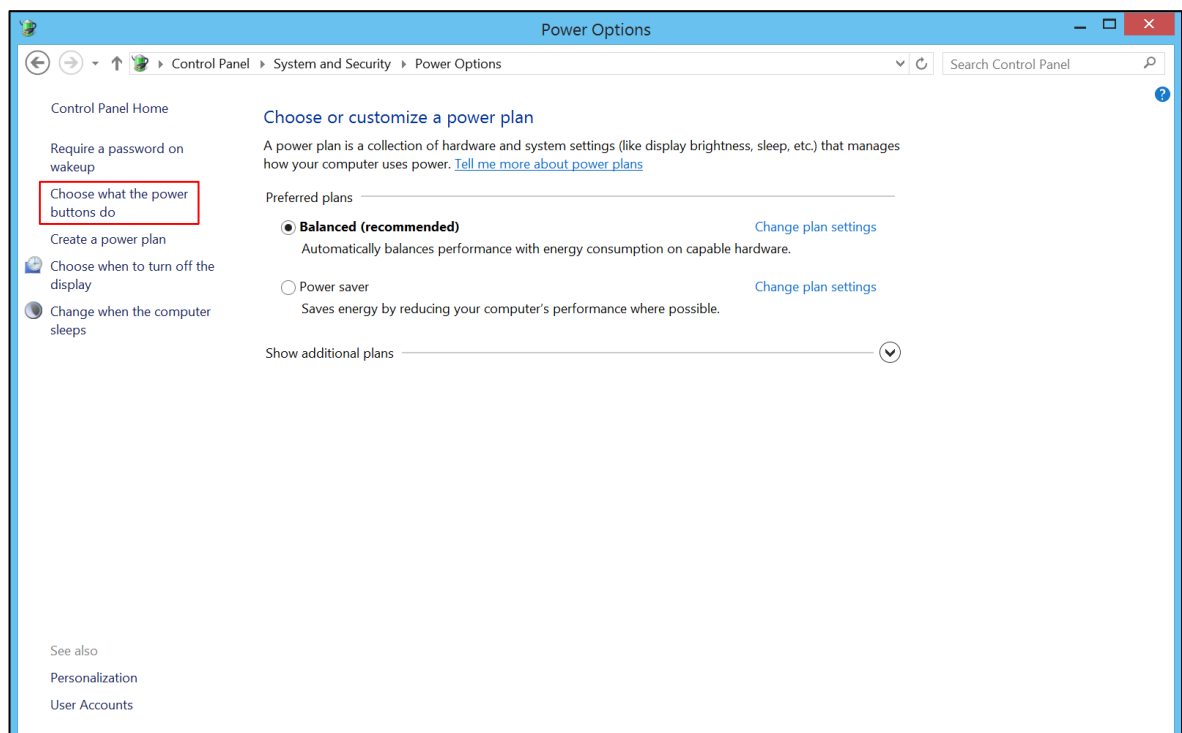 Power Options
Control Panel System and Security Power Options
Search Control Panel
Control Panel Home
Require a password on
wakeup
Choose what the power
buttons do
Create a power plan
Choose when to turn off the
display
Change when the computer
sleeps
Choose or customize a power plan
A power plan is a collection of hardware and system settings (like display brightness, sleep, etc.) that manages
how your computer uses power. Tell me more about power plans
Preferred plans
Balanced (recommended) Change plan settings
Automatically balances performance with energy consumption on capable hardware.
Power saver Change plan settings
Saves energy by reducing your computer's performance where possible.
Show additional plans
See also
Personalization
User Accounts